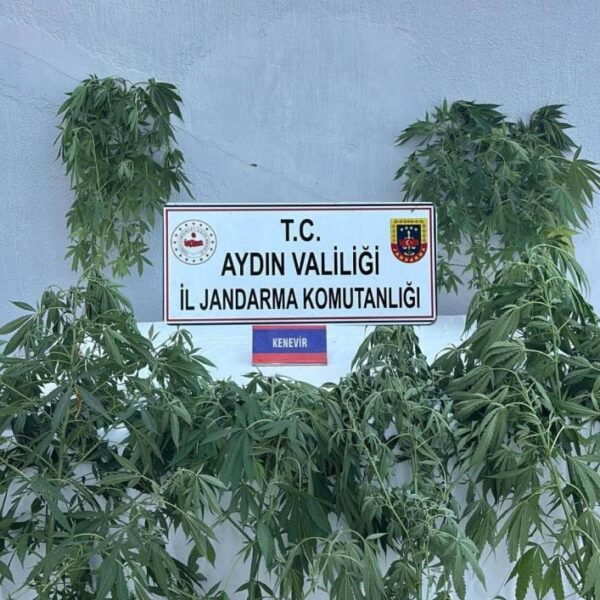 T.C.
AYDIN VALİLİĞİ
İL JANDARMA KOMUTANLIĞI
KENEVİR